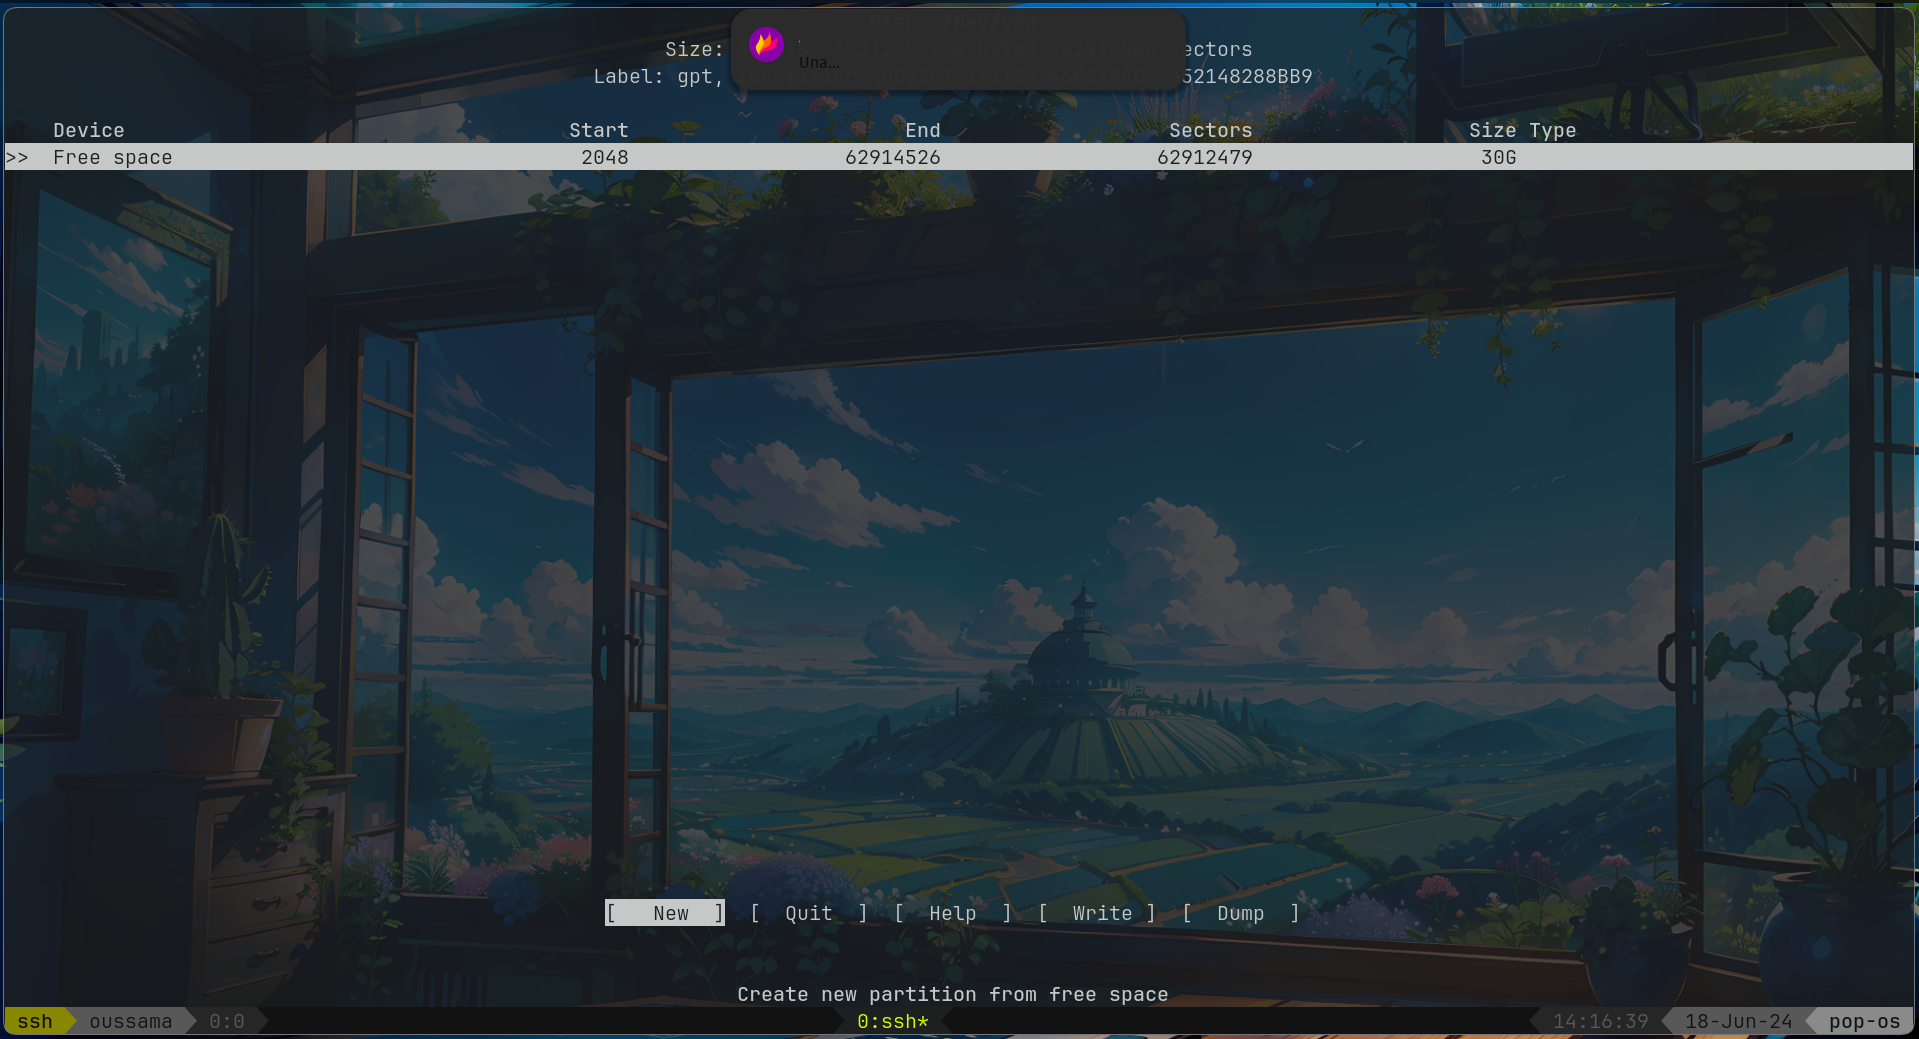 Size: sectors
Label: gpt, 52148288BB9
Una...
Device Start End Sectors Size Type
>> Free space 2048 62914526 62912479 30G
[ New ] [ Quit ] [ Help ] [ Write ] [ Dump ]
Create new partition from free space
ssh oussama 0:0 0:ssh* 14:16:39 18-Jun-24 pop-os